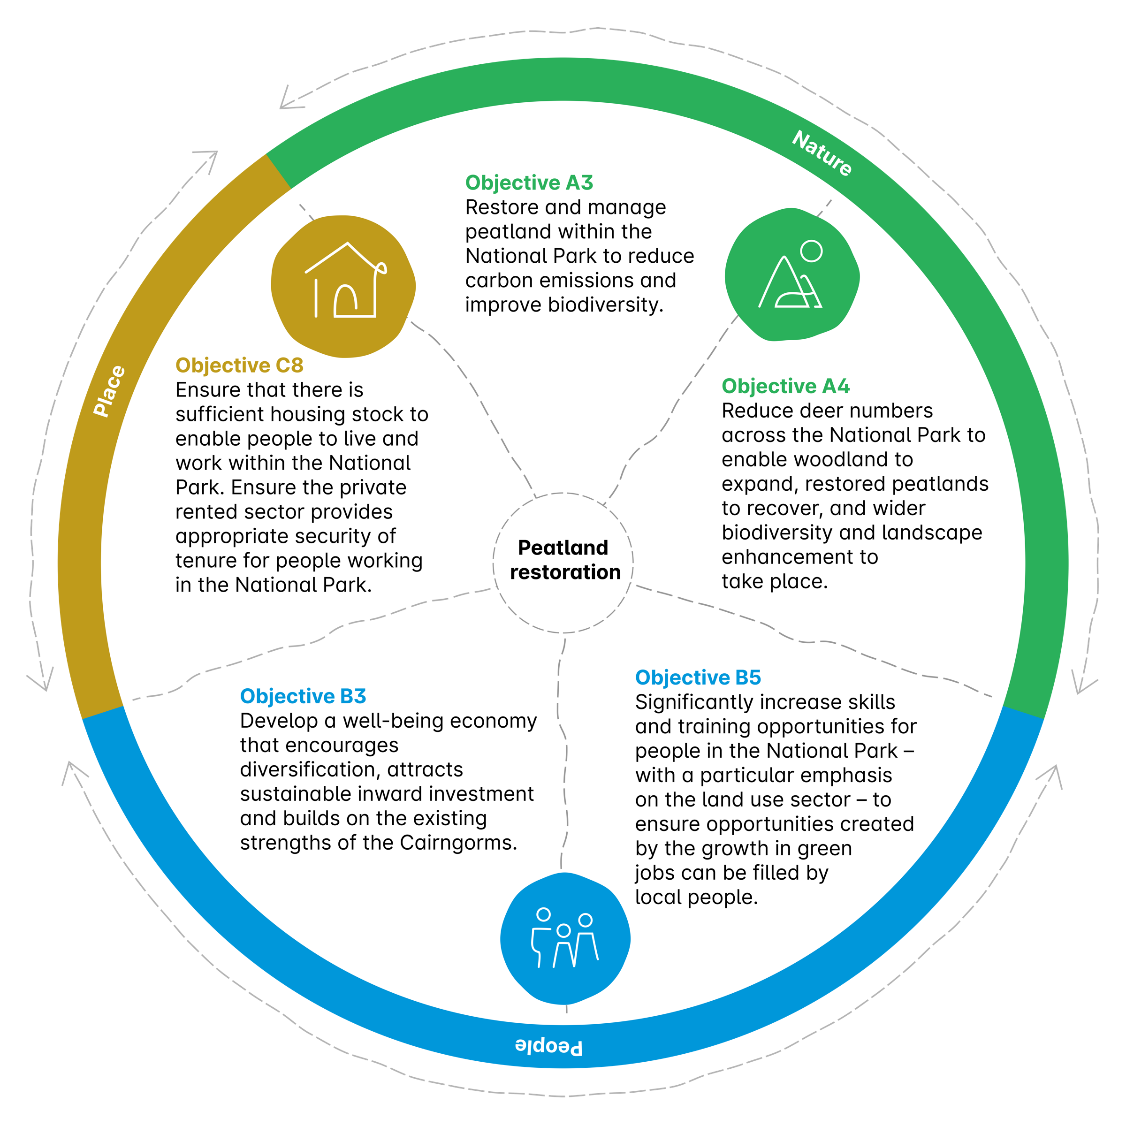 Nature
Objective A3
Restore and manage
peatland within the
National Park to reduce
carbon emissions and
improve biodiversity.
Place
Objective C8
Ensure that there is
sufficient housing stock to
enable people to live and
work within the National
Park. Ensure the private
rented sector provides
appropriate security of
tenure for people working
in the National Park.
Objective A4
Reduce deer numbers
across the National Park to
enable woodland to
expand, restored peatlands
to recover, and wider
biodiversity and landscape
enhancement to
take place.
Peatland
restoration
Objective B3
Develop a well-being economy
that encourages
diversification, attracts
sustainable inward investment
and builds on the existing
strengths of the Cairngorms.
Objective B5
Significantly increase skills
and training opportunities for
people in the National Park –
with a particular emphasis
on the land use sector – to
ensure opportunities created
by the growth in green
jobs can be filled by
local people.
People